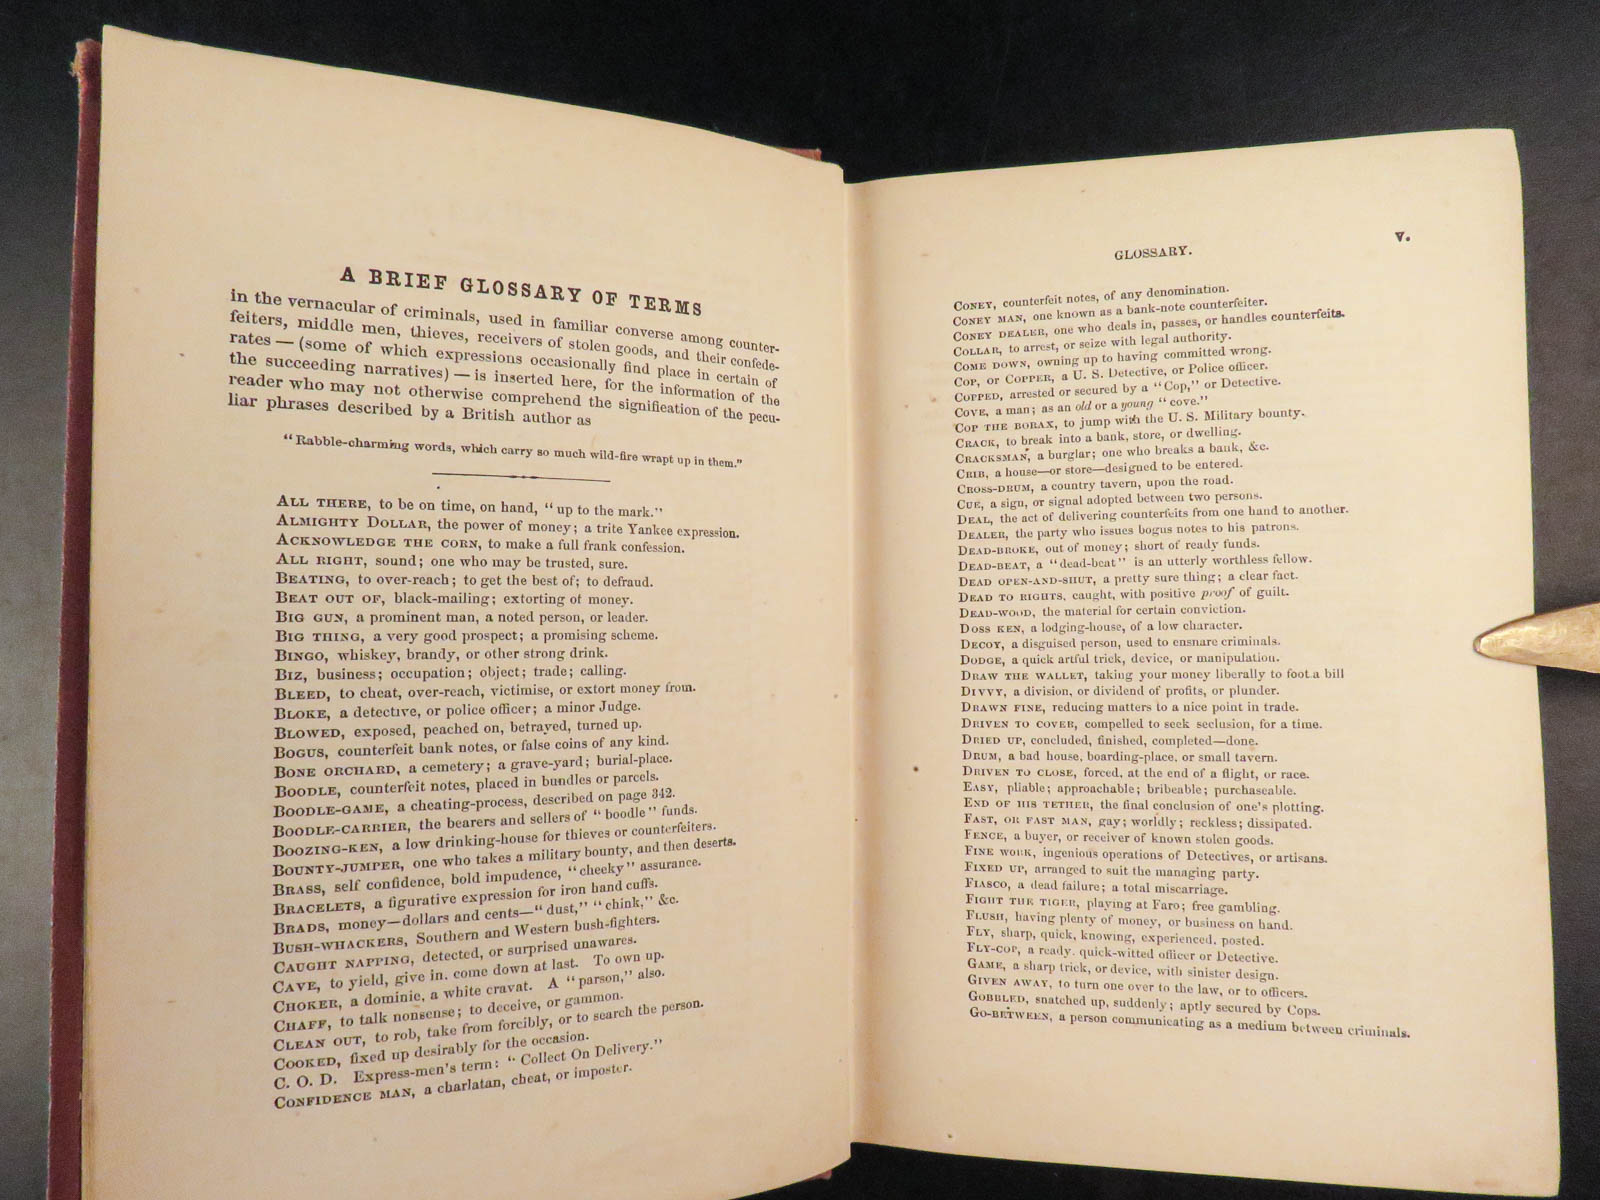 A BRIEF GLOSSARY OF TERMS
in the vernacular of criminals, used in familiar converse among counter-
feiters, middle men, thieves, receivers of stolen goods, and their confede-
rates — (some of which expressions occasionally find place in certain of
the succeeding narratives) — is inserted here, for the information of the
reader who may not otherwise comprehend the signification of the pecu-
liar phrases described by a British author as
"Rabble-charming words, which carry so much wild-fire wrapt up in them."
ALL THERE, to be on time, on hand, "up to the mark."
ALMIGHTY DOLLAR, the power of money; a trite Yankee expression.
ACKNOWLEDGE THE CORN, to make a full frank confession.
ALL RIGHT, sound; one who may be trusted, sure.
BEATING, to over-reach; to get the best of; to defraud.
BEAT OUT OF, black-mailing; extorting of money.
BIG GUN, a prominent man, a noted person, or leader.
BIG THING, a very good prospect; a promising scheme.
BINGO, whiskey, brandy, or other strong drink.
BIZ, business; occupation; object; trade; calling.
BLEED, to cheat, over-reach, victimise, or extort money from.
BLOKE, a detective, or police officer; a minor Judge.
BLOWED, exposed, peached on, betrayed, turned up.
BOGUS, counterfeit bank notes, or false coins of any kind.
BONE ORCHARD, a cemetery; a grave-yard; burial-place.
BOODLE, counterfeit notes, placed in bundles or parcels.
BOODLE-GAME, a cheating-process, described on page 342.
BOODLE-CARRIER, the bearers and sellers of "boodle" funds.
BOOZING-KEN, a low drinking-house for thieves or counterfeiters.
BOUNTY-JUMPER, one who takes a military bounty, and then deserts.
BRASS, self confidence, bold impudence, "cheeky" assurance.
BRACELETS, a figurative expression for iron hand cuffs.
BRADS, money—dollars and cents—"dust," "chink," &c.
BUSH-WHACKERS, Southern and Western bush-fighters.
CAUGHT NAPPING, detected, or surprised unawares.
CAVE, to yield, give in, come down at last. To own up.
CHOKER, a dominie, a white cravat. A "parson," also.
CHAFF, to talk nonsense; to deceive, or gammon.
CLEAN OUT, to rob, take from forcibly, or to search the person.
COOKED, fixed up desirably for the occasion.
C. O. D. Express-men's term: "Collect On Delivery."
CONFIDENCE MAN, a charlatan, cheat, or imposter.
GLOSSARY. V.
CONEY, counterfeit notes, of any denomination.
CONEY MAN, one known as a bank-note counterfeiter.
CONEY DEALER, one who deals in, passes, or handles counterfeits.
COLLAR, to arrest, or seize with legal authority.
COME DOWN, owning up to having committed wrong.
COP, OR COPPER, a U. S. Detective, or Police officer.
COPPED, arrested or secured by a "Cop," or Detective.
COVE, a man; as an old or a young "cove."
COP THE BORAX, to jump with the U. S. Military bounty.
CRACK, to break into a bank, store, or dwelling.
CRACKSMAN, a burglar; one who breaks a bank, &c.
CRIB, a house—or store—designed to be entered.
CROSS-DRUM, a country tavern, upon the road.
CUE, a sign, or signal adopted between two persons.
DEAL, the act of delivering counterfeits from one hand to another.
DEALER, the party who issues bogus notes to his patrons.
DEAD-BROKE, out of money; short of ready funds.
DEAD-BEAT, a "dead-beat" is an utterly worthless fellow.
DEAD OPEN-AND-SHUT, a pretty sure thing; a clear fact.
DEAD TO RIGHTS, caught, with positive proof of guilt.
DEAD-WOOD, the material for certain conviction.
DOSS KEN, a lodging-house, of a low character.
DECOY, a disguised person, used to ensnare criminals.
DODGE, a quick artful trick, device, or manipulation.
DRAW THE WALLET, taking your money liberally to foot a bill
DIVVY, a division, or dividend of profits, or plunder.
DRAWN FINE, reducing matters to a nice point in trade.
DRIVEN TO COVER, compelled to seek seclusion, for a time.
DRIED UP, concluded, finished, completed—done.
DRUM, a bad house, boarding-place, or small tavern.
DRIVEN TO CLOSE, forced, at the end of a flight, or race.
EASY, pliable; approachable; bribeable; purchaseable.
END OF HIS TETHER, the final conclusion of one's plotting.
FAST, OR FAST MAN, gay; worldly; reckless; dissipated.
FENCE, a buyer, or receiver of known stolen goods.
FINE WORK, ingenious operations of Detectives, or artisans.
FIXED UP, arranged to suit the managing party.
FIASCO, a dead failure; a total miscarriage.
FIGHT THE TIGER, playing at Faro; free gambling.
FLUSH, having plenty of money, or business on hand.
FLY, sharp, quick, knowing, experienced, posted.
FLY-COP, a ready, quick-witted officer or Detective.
GAME, a sharp trick, or device, with sinister design.
GIVEN AWAY, to turn one over to the law, or to officers.
GOBBLED, snatched up, suddenly; aptly secured by Cops.
GO-BETWEEN, a person communicating as a medium between criminals.